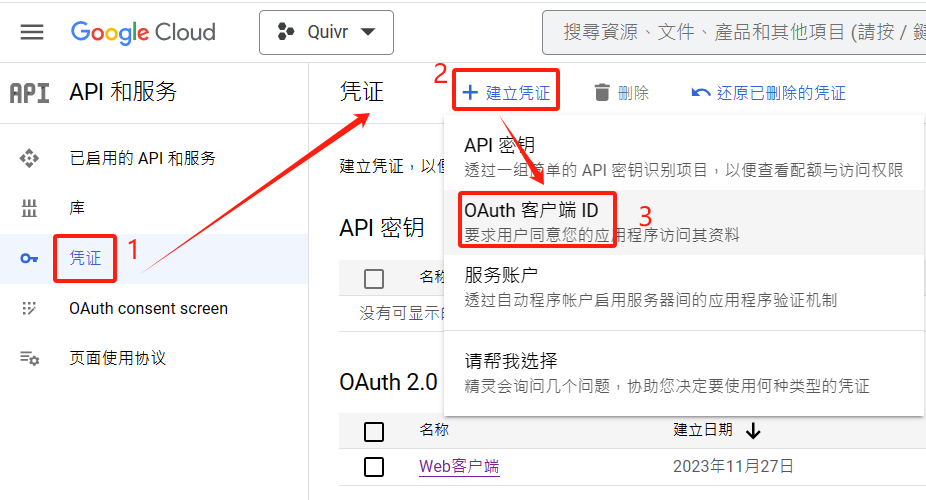 Google Cloud
Quivr
搜尋資源、文件、產品和其他項目 (請按 / 鍵
API
API 和服务
凭证
2
建立凭证
删除
还原已删除的凭证
已启用的 API 和服务
库
凭证
1
OAuth consent screen
页面使用协议
建立凭证，以便
API 密钥
透过一组简单的 API 密钥识别项目，以便查看配额与访问权限
OAuth 客户端 ID
3
要求用户同意您的应用程序访问其资料
服务账户
透过自动程序帐户启用服务器间的应用程序验证机制
请帮我选择
精灵会询问几个问题，协助您决定要使用何种类型的凭证
API 密钥
名称
没有可显示的
OAuth 2.0
名称
建立日期
Web客户端
2023年11月27日